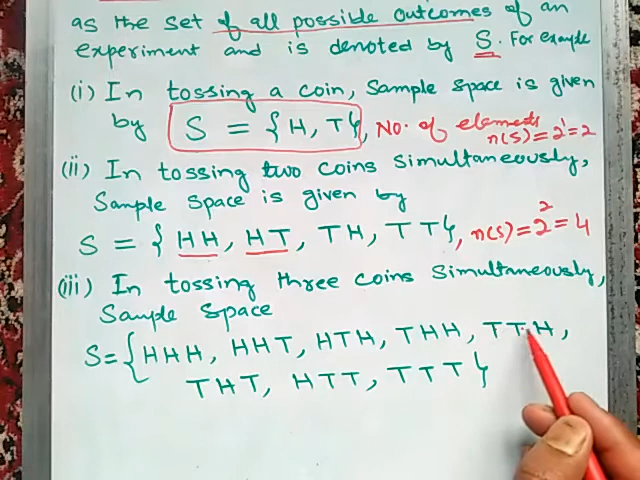 as the set of all possible outcomes of an
experiment and is denoted by S. For example
(i) In tossing a coin, Sample space is given
by S = {H, T}, No. of elements
n(S) = 2¹ = 2
(ii) In tossing two coins simultaneously,
Sample space is given by
S = {HH, HT, TH, TT}, n(S) = 2² = 4
(iii) In tossing three coins simultaneously,
Sample space
S = {HHH, HHT, HTH, THH, TTH,
THT, HTT, TTT}